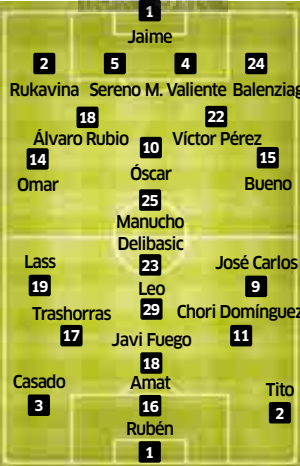 1
Jaime
2 5 4 24
Rukavina Sereno M. Valiente Balenziag
18 22
Álvaro Rubio Víctor Pérez
14 10 15
Omar Óscar Bueno
25
Manucho
Delibasic
Lass 23 José Carlos
19 Leo 9
Trashorras 29 Chori Domínguez
17 Javi Fuego 11
18
Casado Amat Tito
3 16 2
Rubén
1